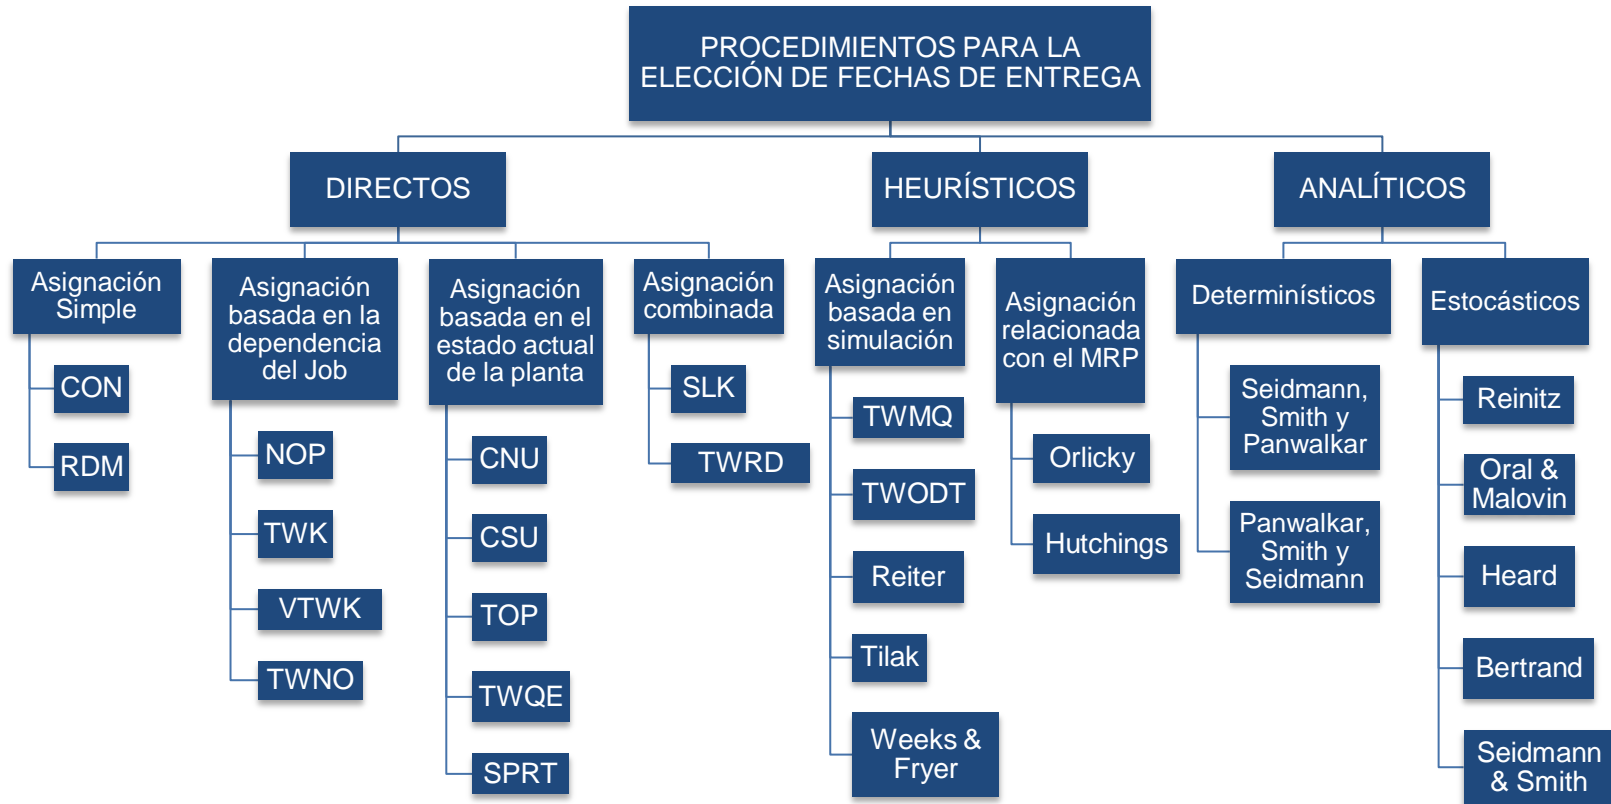 PROCEDIMIENTOS PARA LA
ELECCIÓN DE FECHAS DE ENTREGA
DIRECTOS
HEURÍSTICOS
ANALÍTICOS
Asignación
Simple
CON
RDM
Asignación
basada en la
dependencia
del Job
NOP
TWK
VTWK
TWNO
Asignación
basada en el
estado actual
de la planta
CNU
CSU
TOP
TWQE
SPRT
Asignación
combinada
SLK
TWRD
Asignación
basada en
simulación
TWMQ
TWODT
Reiter
Tilak
Weeks &
Fryer
Asignación
relacionada
con el MRP
Orlicky
Hutchings
Determinísticos
Seidmann,
Smith y
Panwalkar
Panwalkar,
Smith y
Seidmann
Estocásticos
Reinitz
Oral &
Malovin
Heard
Bertrand
Seidmann
& Smith